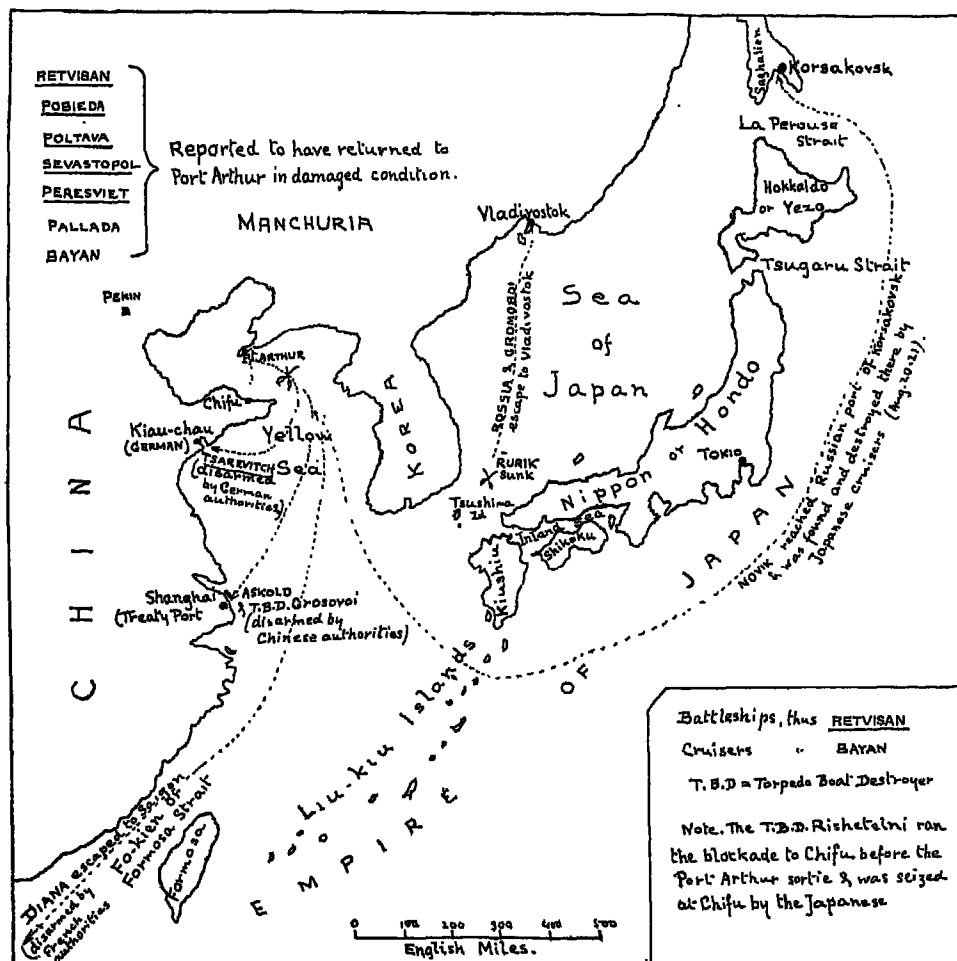 RETVISAN
POBIEDA
POLTAVA
SEVASTOPOL
PERESVIET
PALLADA
BAYAN
Reported to have returned to
Port Arthur in damaged condition.
MANCHURIA
PEKIN
Pt. ARTHUR
Chifu
Kiau-chau
(GERMAN)
Yellow
Sea
TSAREVITCH
(disarmed
by German
authorities)
CHINA
KOREA
Shanghai
(Treaty Port
ASKOLD
& T.B.D. Grosovoi
(disarmed by
Chinese authorities)
DIANA escaped to Saigon
(disarmed by
French
authorities
Fo-kien or
Formosa Strait
Formosa
Vladivostok
ROSSIA & GROMOBOI
escape to Vladivostok
RURIK
Sunk
Tsushima
Id
Sea
of
Japan
Saghalien
Korsakovsk
La Perouse
Strait
Hokkaido
or Yezo
Tsugaru Strait
Nippon or Hondo
TOKIO
Inland Sea
Shikoku
Kiushiu
NOVIK reached Russian port of Korsakovsk
& was found and destroyed there by
Japanese cruisers (Aug. 20-21).
Liu-kiu Islands
EMPIRE OF JAPAN
0 100 200 300 400 500
English Miles.
Battleships, thus RETVISAN
Cruisers " BAYAN
T.B.D = Torpedo Boat Destroyer
Note. The T.B.D. Rishetelni ran
the blockade to Chifu before the
Port Arthur sortie & was seized
at Chifu by the Japanese